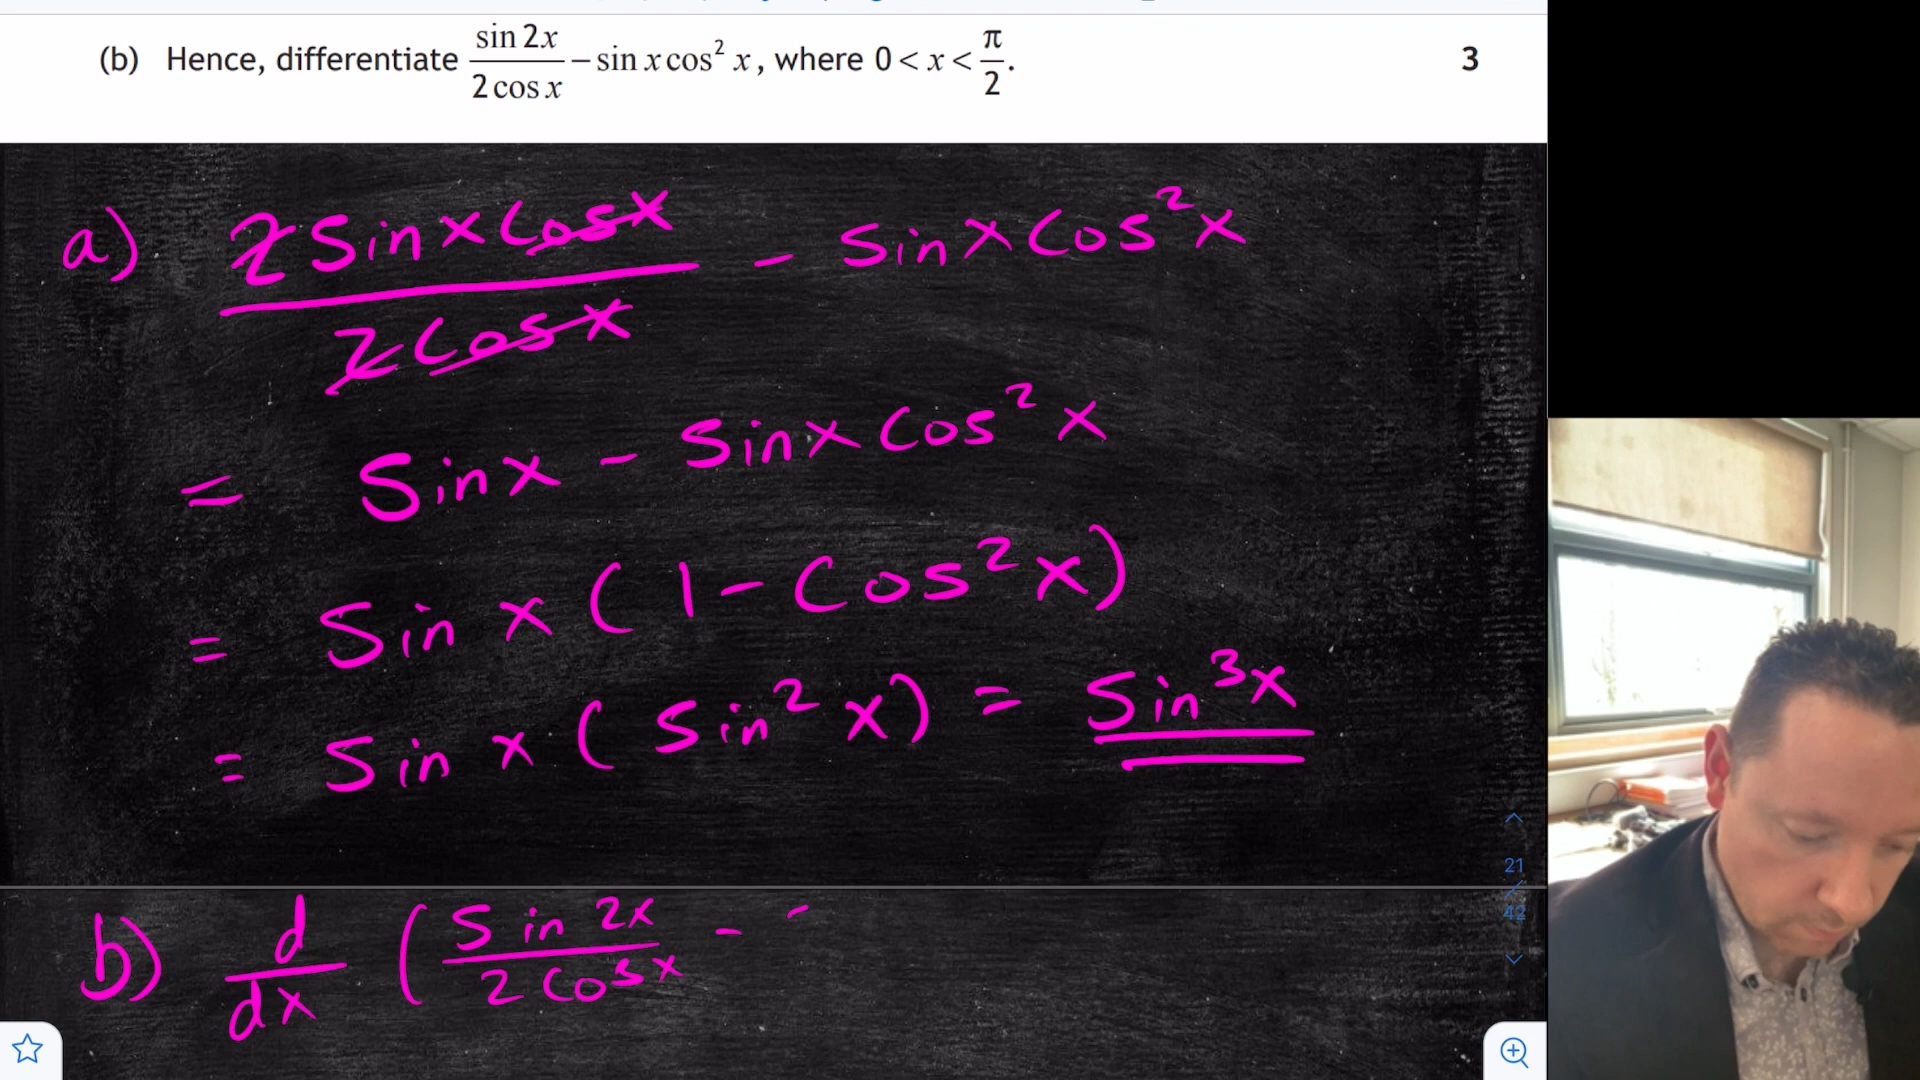 (b) Hence, differentiate sin 2x / 2 cos x − sin x cos² x, where 0 < x < π/2. 3
a) 2 Sin x Cos x / 2 Cos x − Sin x Cos² x
= Sin x − Sin x Cos² x
= Sin x ( 1 − Cos² x )
= Sin x ( Sin² x ) = Sin³ x
21
42
b) d/dx ( Sin 2x / 2 Cos x −